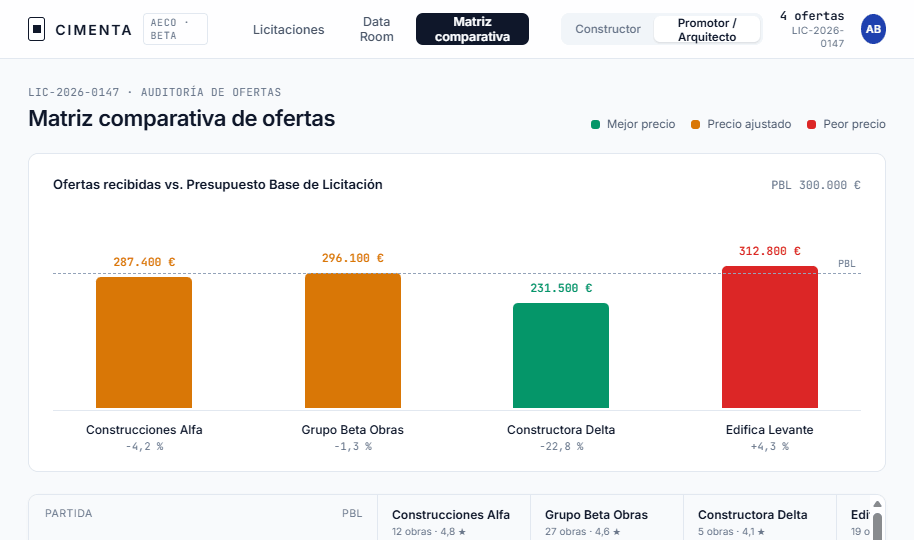 CIMENTA
AECO ·
BETA
Licitaciones
Data
Room
Matriz
comparativa
Constructor
Promotor /
Arquitecto
4 ofertas
LIC-2026-
0147
AB
LIC-2026-0147 · AUDITORÍA DE OFERTAS
Matriz comparativa de ofertas
Mejor precio
Precio ajustado
Peor precio
Ofertas recibidas vs. Presupuesto Base de Licitación
PBL 300.000 €
287.400 €
296.100 €
231.500 €
312.800 €
PBL
Construcciones Alfa
-4,2 %
Grupo Beta Obras
-1,3 %
Constructora Delta
-22,8 %
Edifica Levante
+4,3 %
PARTIDA
PBL
Construcciones Alfa
12 obras · 4,8 ★
Grupo Beta Obras
27 obras · 4,6 ★
Constructora Delta
5 obras · 4,1 ★
19 o